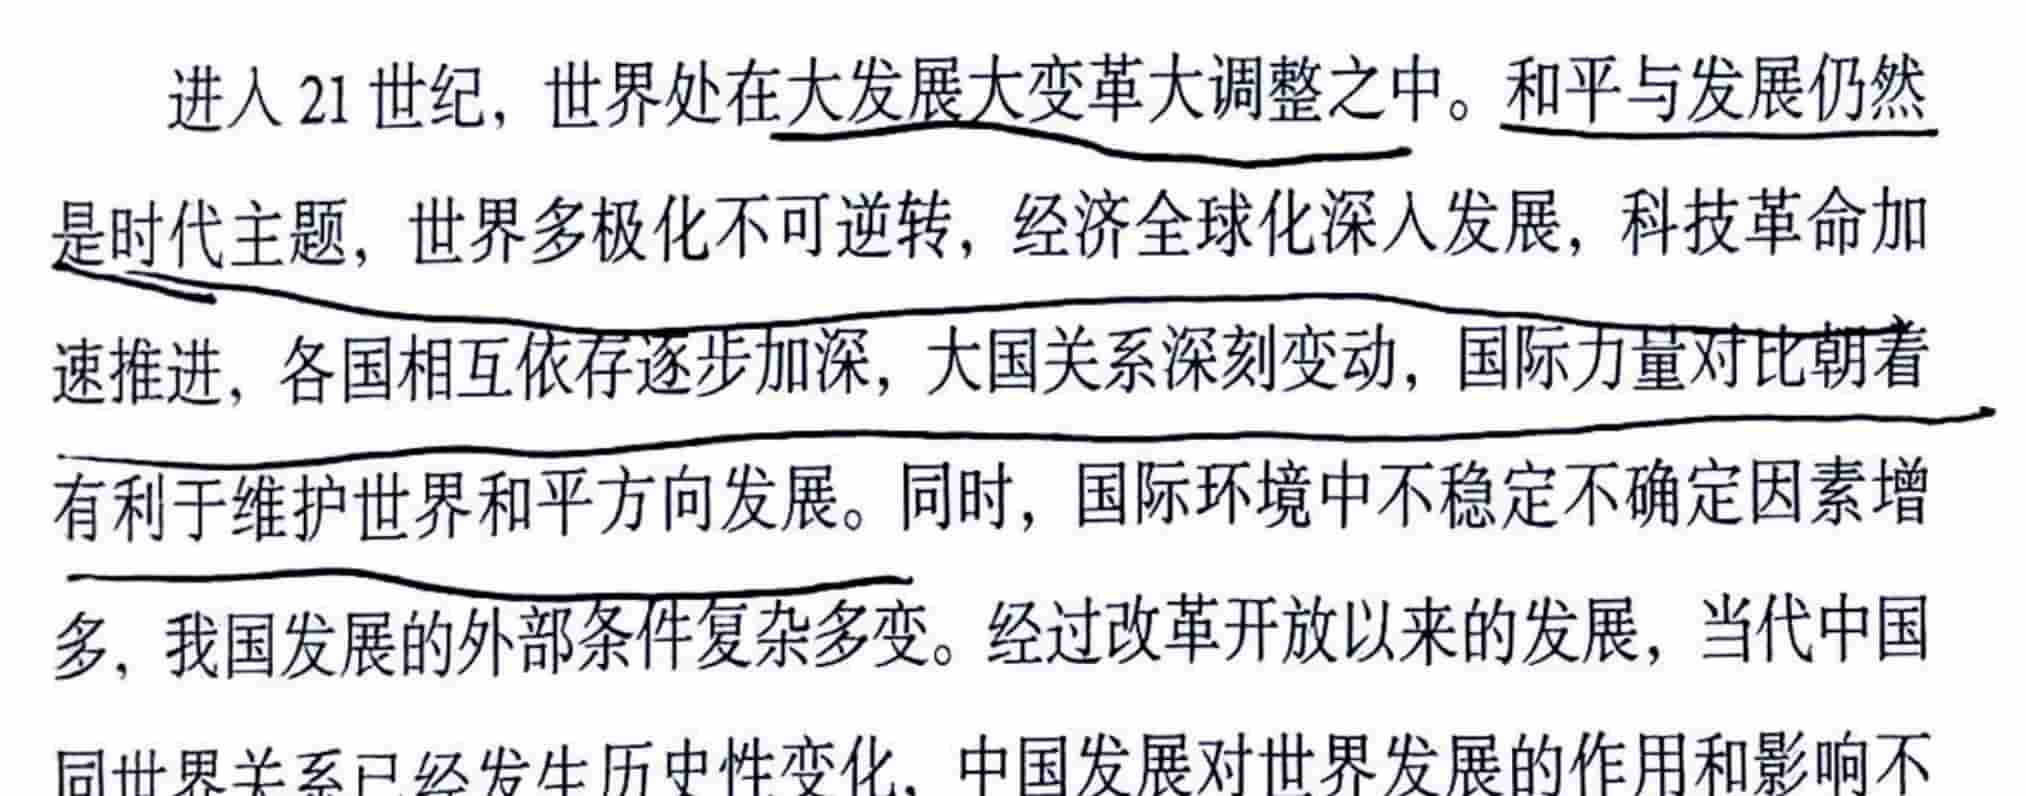 进入21世纪，世界处在大发展大变革大调整之中。和平与发展仍然
是时代主题，世界多极化不可逆转，经济全球化深入发展，科技革命加
速推进，各国相互依存逐步加深，大国关系深刻变动，国际力量对比朝着
有利于维护世界和平方向发展。同时，国际环境中不稳定不确定因素增
多，我国发展的外部条件复杂多变。经过改革开放以来的发展，当代中国
同世界关系已经发生历史性变化，中国发展对世界发展的作用和影响不